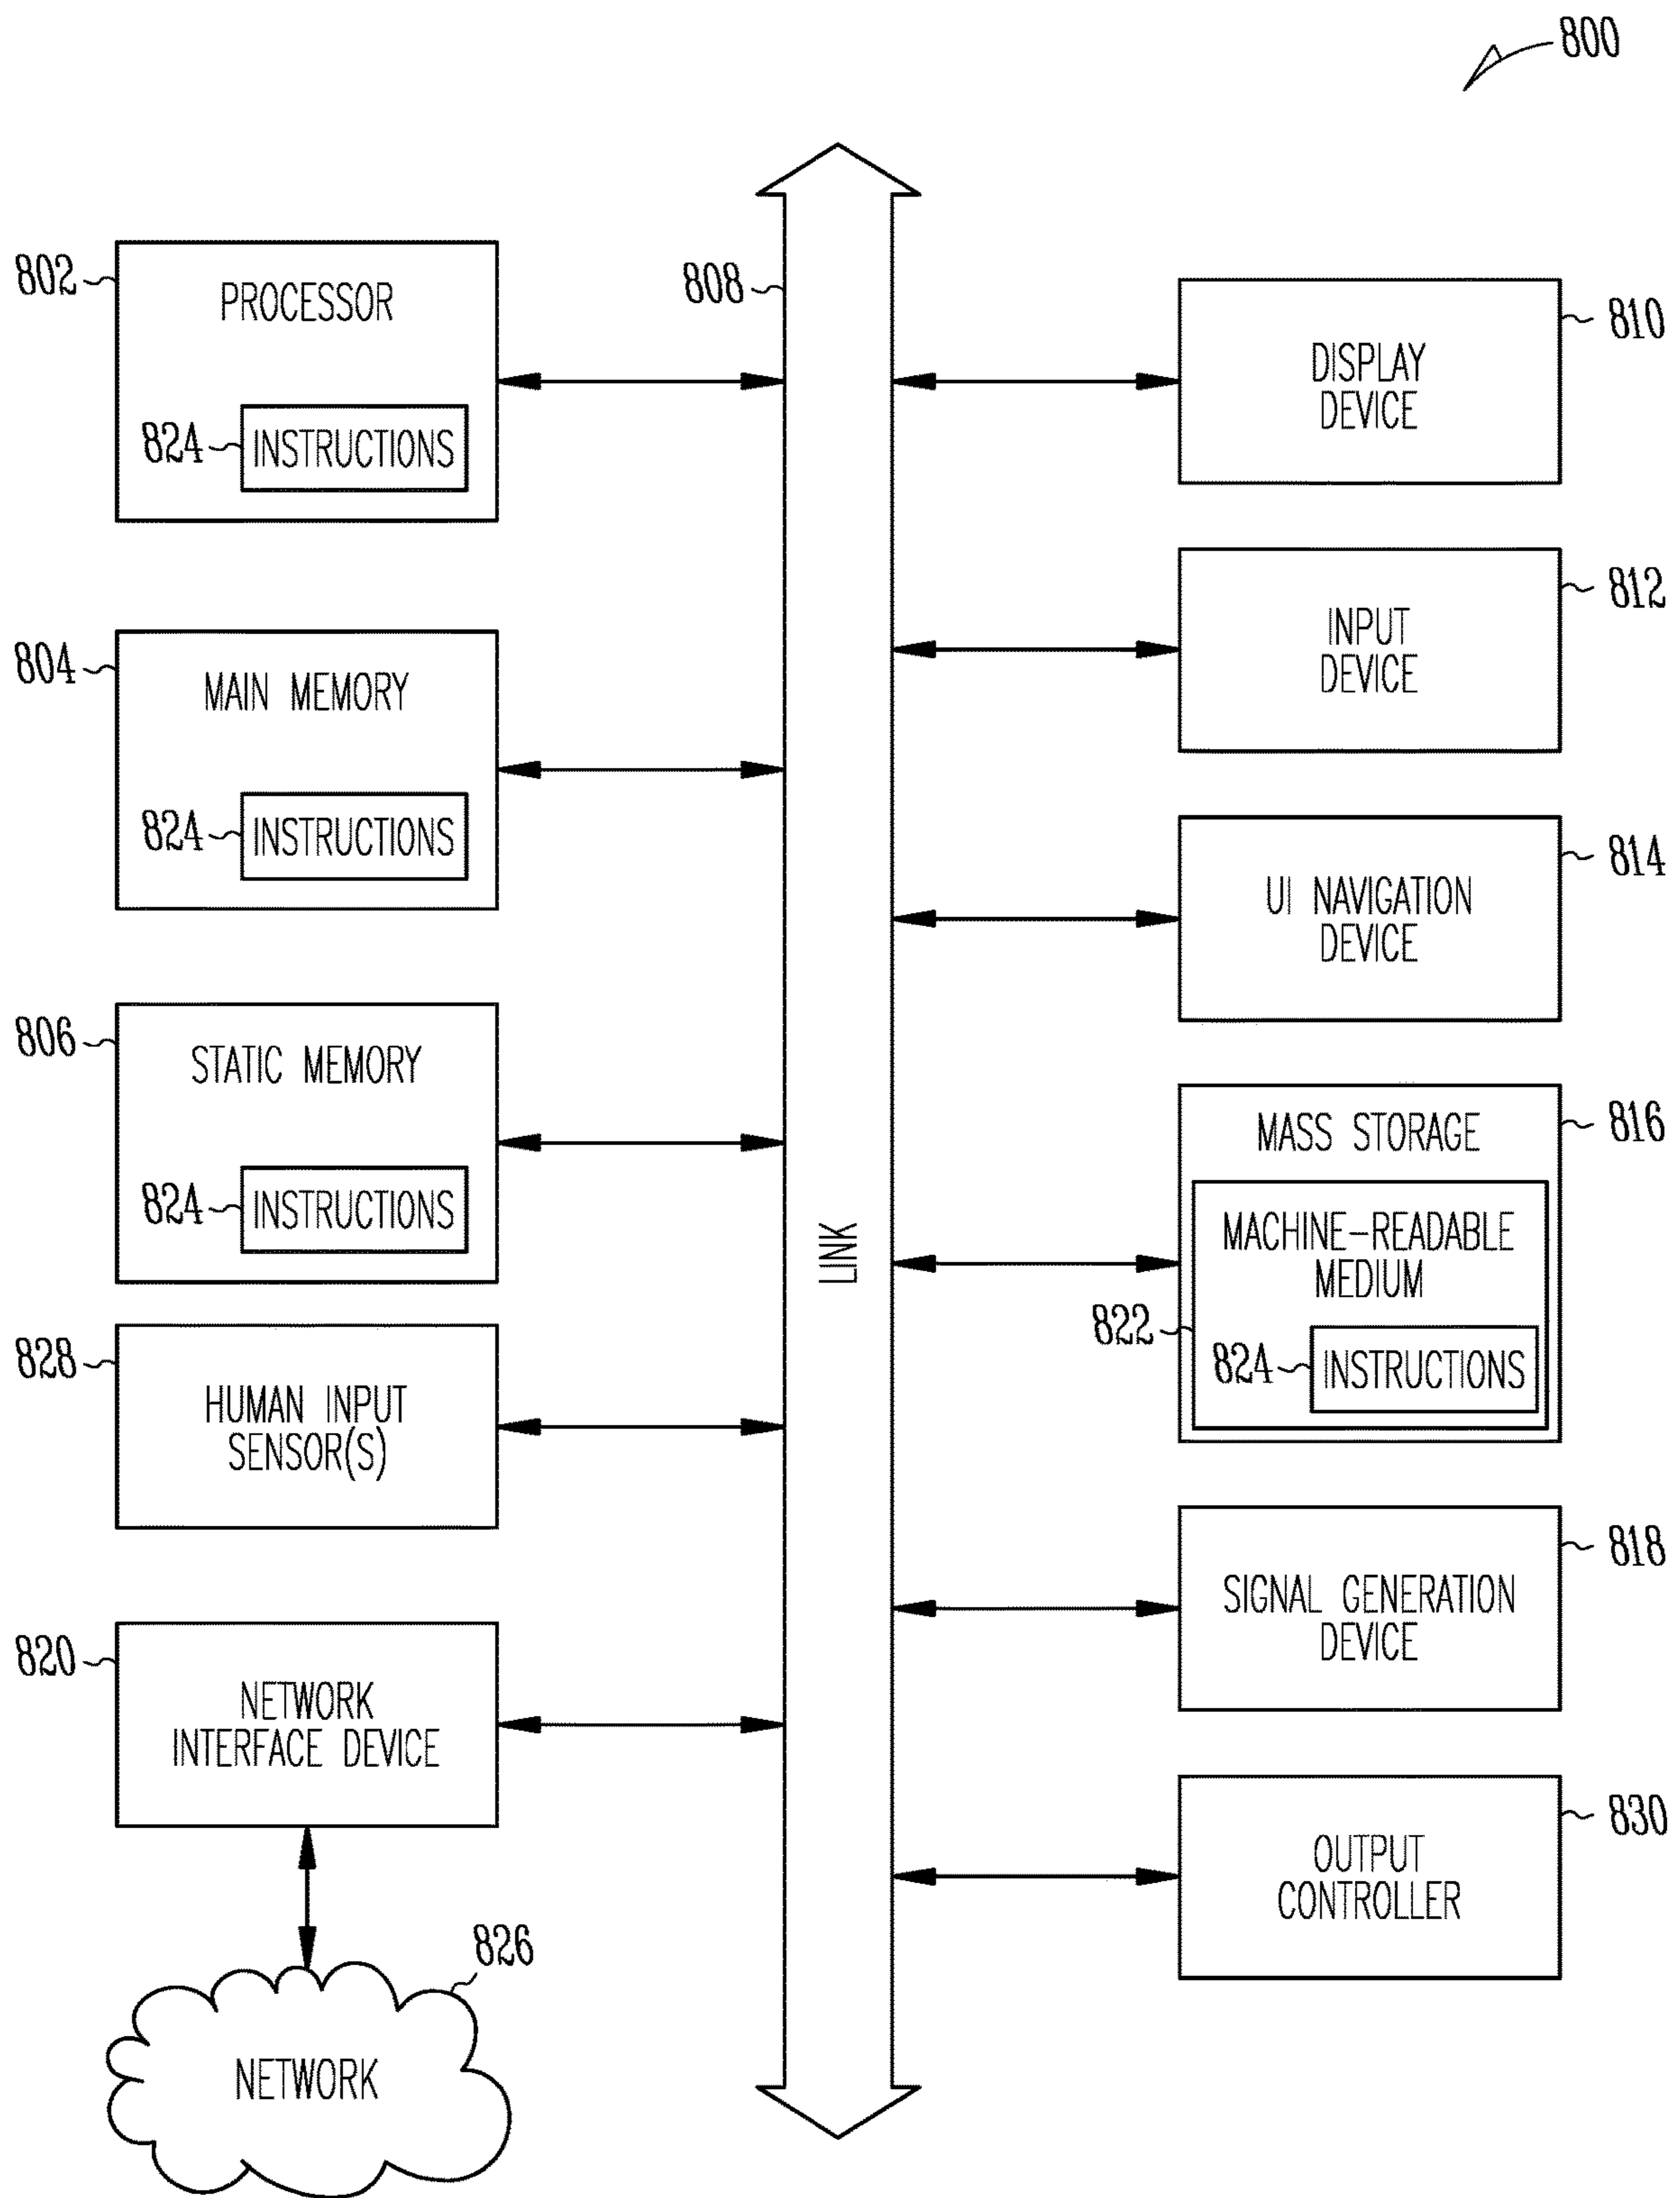 800
802
PROCESSOR
824
INSTRUCTIONS
804
MAIN MEMORY
824
INSTRUCTIONS
806
STATIC MEMORY
824
INSTRUCTIONS
828
HUMAN INPUT
SENSOR(S)
820
NETWORK
INTERFACE DEVICE
826
NETWORK
808
LINK
810
DISPLAY
DEVICE
812
INPUT
DEVICE
814
UI NAVIGATION
DEVICE
816
MASS STORAGE
MACHINE-READABLE
MEDIUM
822
824
INSTRUCTIONS
818
SIGNAL GENERATION
DEVICE
830
OUTPUT
CONTROLLER